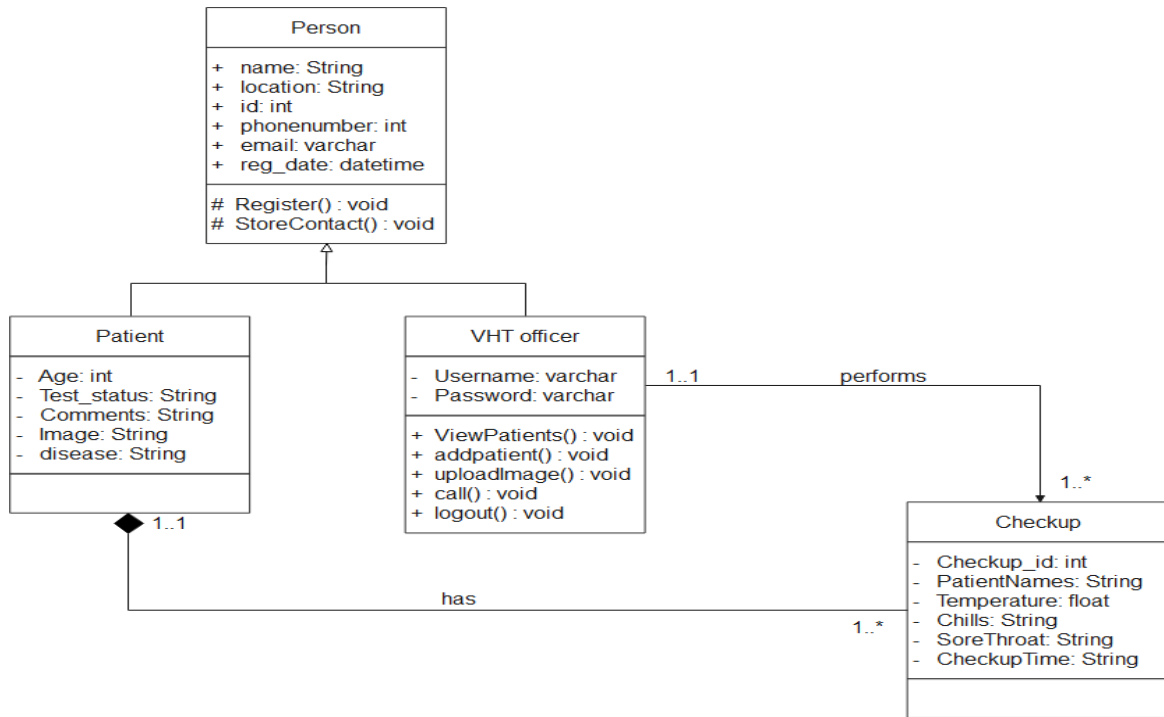 Person
+ name: String
+ location: String
+ id: int
+ phonenumber: int
+ email: varchar
+ reg_date: datetime
# Register() : void
# StoreContact() : void
Patient
- Age: int
- Test_status: String
- Comments: String
- Image: String
- disease: String
VHT officer
- Username: varchar
- Password: varchar
+ ViewPatients() : void
+ addpatient() : void
+ uploadImage() : void
+ call() : void
+ logout() : void
1..1
performs
1..*
1..1
has
1..*
Checkup
- Checkup_id: int
- PatientNames: String
- Temperature: float
- Chills: String
- SoreThroat: String
- CheckupTime: String